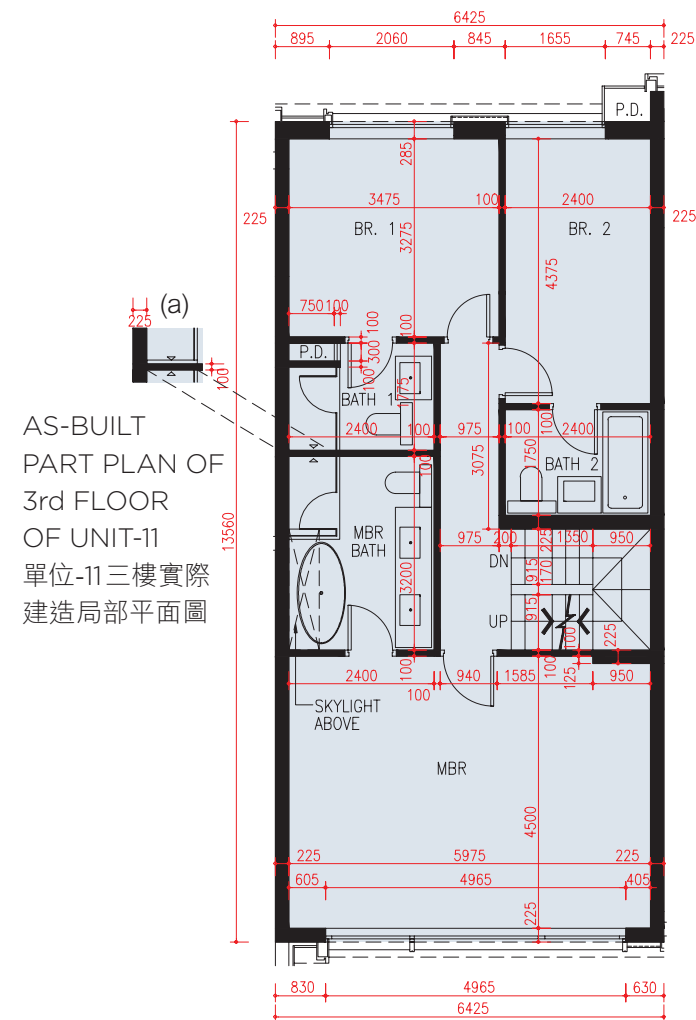 6425
895 2060 845 1655 745 225
P.D.
285
3475 100 2400
225 225
BR. 1 BR. 2
3275
4375
(a)
225
750 100
100
100
100
P.D.
300
100
1775
BATH 1
AS-BUILT
PART PLAN OF
3rd FLOOR
OF UNIT-11
單位-11三樓實際
建造局部平面圖
2400 100 975 100 2400
100
1750
3075
BATH 2
100
13560
MBR
BATH
975 200 1350 950
225
DN
915
170
3200
915
UP
100
225
100
100
125
2400 940 1585 950
100
SKYLIGHT
ABOVE
MBR
4500
225 5975 225
605 4965 405
225
830 4965 630
6425